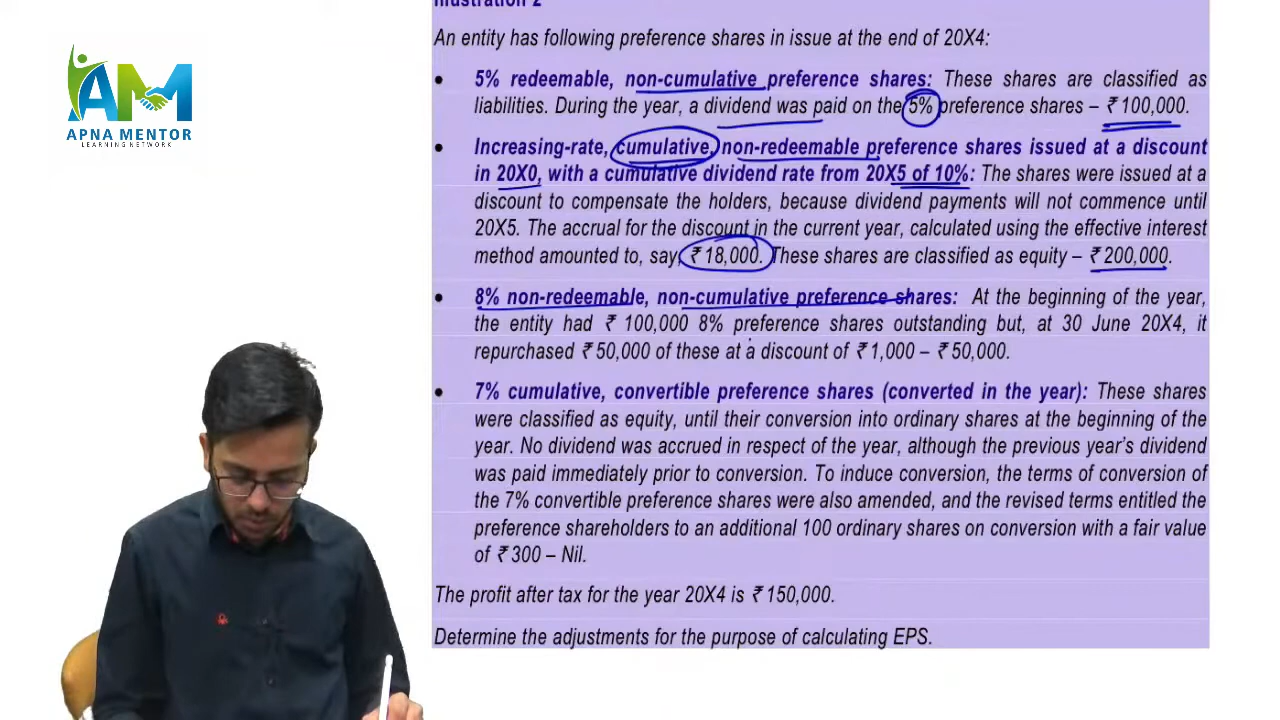 AM
APNA MENTOR
LEARNING NETWORK
Illustration 2
An entity has following preference shares in issue at the end of 20X4:
• 5% redeemable, non-cumulative preference shares: These shares are classified as
liabilities. During the year, a dividend was paid on the 5% preference shares – ₹ 100,000.
• Increasing-rate, cumulative, non-redeemable preference shares issued at a discount
in 20X0, with a cumulative dividend rate from 20X5 of 10%: The shares were issued at a
discount to compensate the holders, because dividend payments will not commence until
20X5. The accrual for the discount in the current year, calculated using the effective interest
method amounted to, say, ₹ 18,000. These shares are classified as equity – ₹ 200,000.
• 8% non-redeemable, non-cumulative preference shares: At the beginning of the year,
the entity had ₹ 100,000 8% preference shares outstanding but, at 30 June 20X4, it
repurchased ₹ 50,000 of these at a discount of ₹ 1,000 – ₹ 50,000.
• 7% cumulative, convertible preference shares (converted in the year): These shares
were classified as equity, until their conversion into ordinary shares at the beginning of the
year. No dividend was accrued in respect of the year, although the previous year's dividend
was paid immediately prior to conversion. To induce conversion, the terms of conversion of
the 7% convertible preference shares were also amended, and the revised terms entitled the
preference shareholders to an additional 100 ordinary shares on conversion with a fair value
of ₹ 300 – Nil.
The profit after tax for the year 20X4 is ₹ 150,000.
Determine the adjustments for the purpose of calculating EPS.